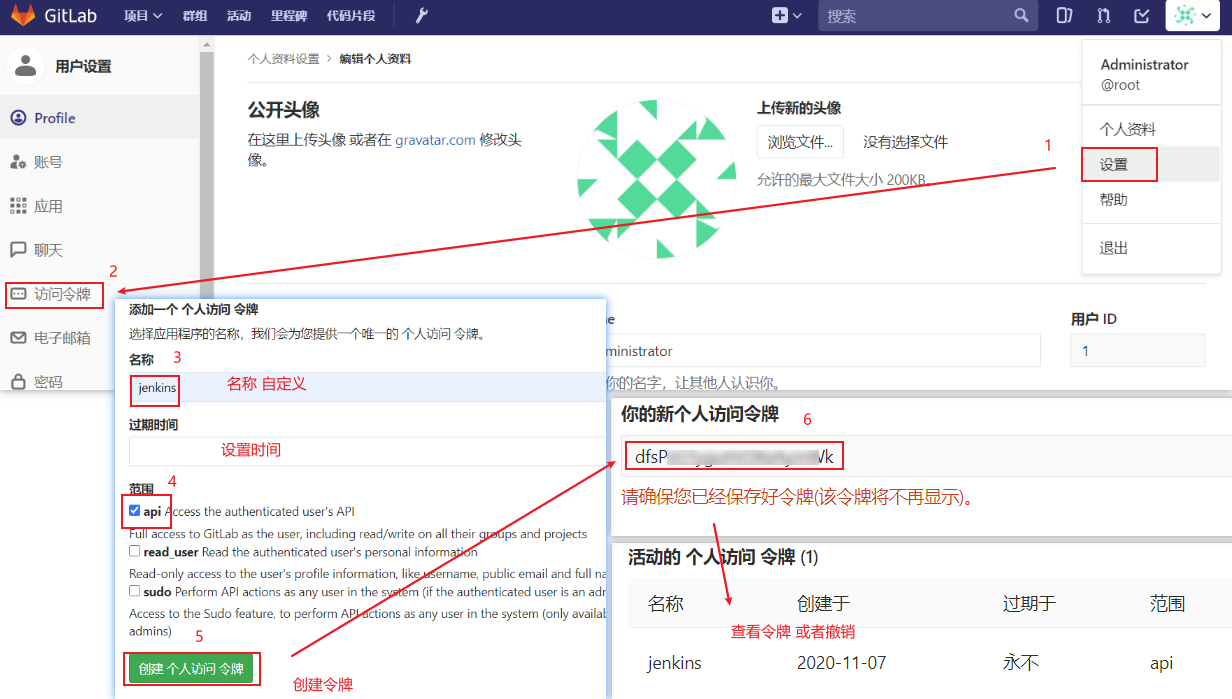 GitLab
项目 群组 活动 里程碑 代码片段
搜索
用户设置
Profile
账号
应用
聊天
2
访问令牌
电子邮箱
密码
个人资料设置 > 编辑个人资料
公开头像
在这里上传头像 或者在 gravatar.com 修改头
像。
上传新的头像
浏览文件... 没有选择文件
允许的最大文件大小 200KB.
1
Administrator
@root
个人资料
设置
帮助
退出
用户 ID
ministrator
1
你的名字，让其他人认识你。
添加一个 个人访问 令牌
选择应用程序的名称，我们会为您提供一个唯一的 个人访问 令牌。
名称 3
jenkins 名称 自定义
过期时间
设置时间
范围 4
api Access the authenticated user's API
Full access to GitLab as the user, including read/write on all their groups and projects
read_user Read the authenticated user's personal information
Read-only access to the user's profile information, like username, public email and full na
sudo Perform API actions as any user in the system (if the authenticated user is an adm
Access to the Sudo feature, to perform API actions as any user in the system (only availab
admins)
5
创建 个人访问 令牌
创建令牌
你的新个人访问令牌 6
dfsP Wk
请确保您已经保存好令牌(该令牌将不再显示)。
活动的 个人访问 令牌 (1)
名称 创建于 过期于 范围
查看令牌 或者撤销
jenkins 2020-11-07 永不 api